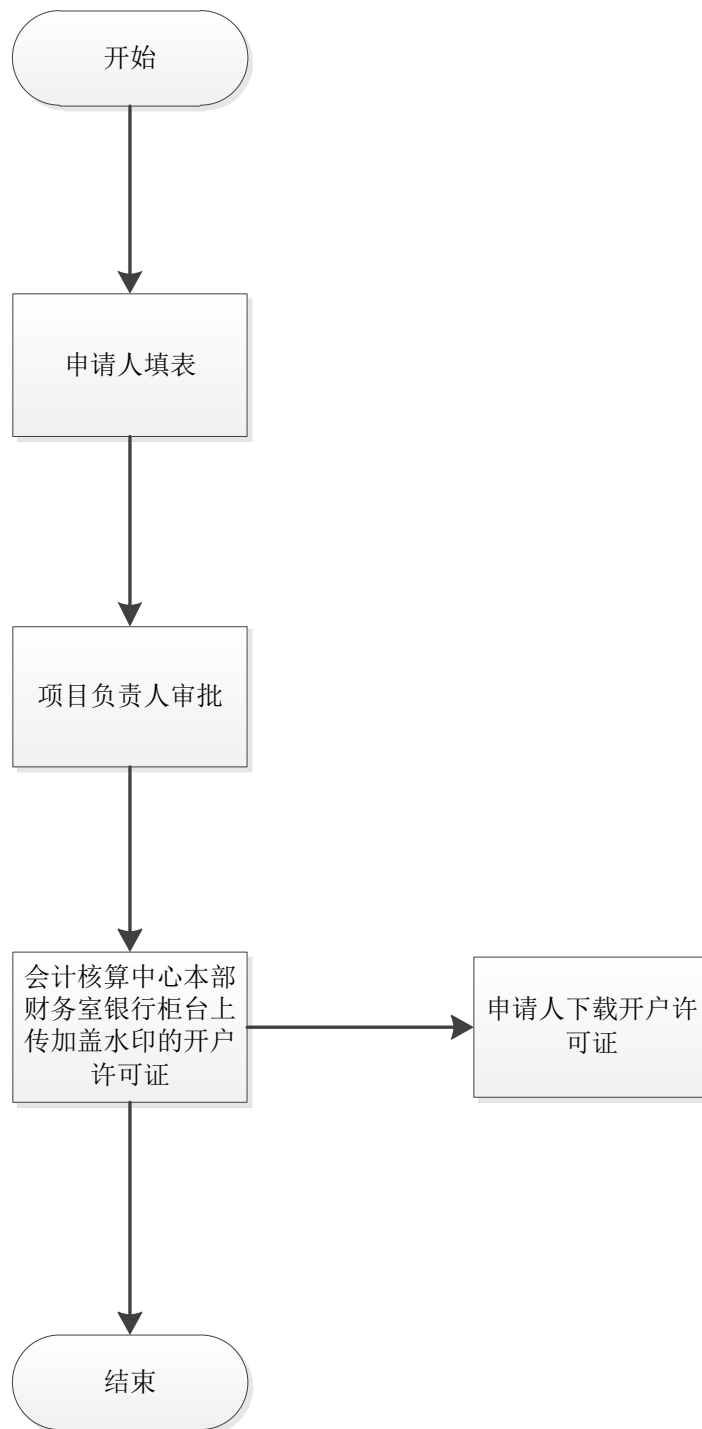 开始
申请人填表
项目负责人审批
会计核算中心本部
财务室银行柜台上
传加盖水印的开户
许可证
申请人下载开户许
可证
结束